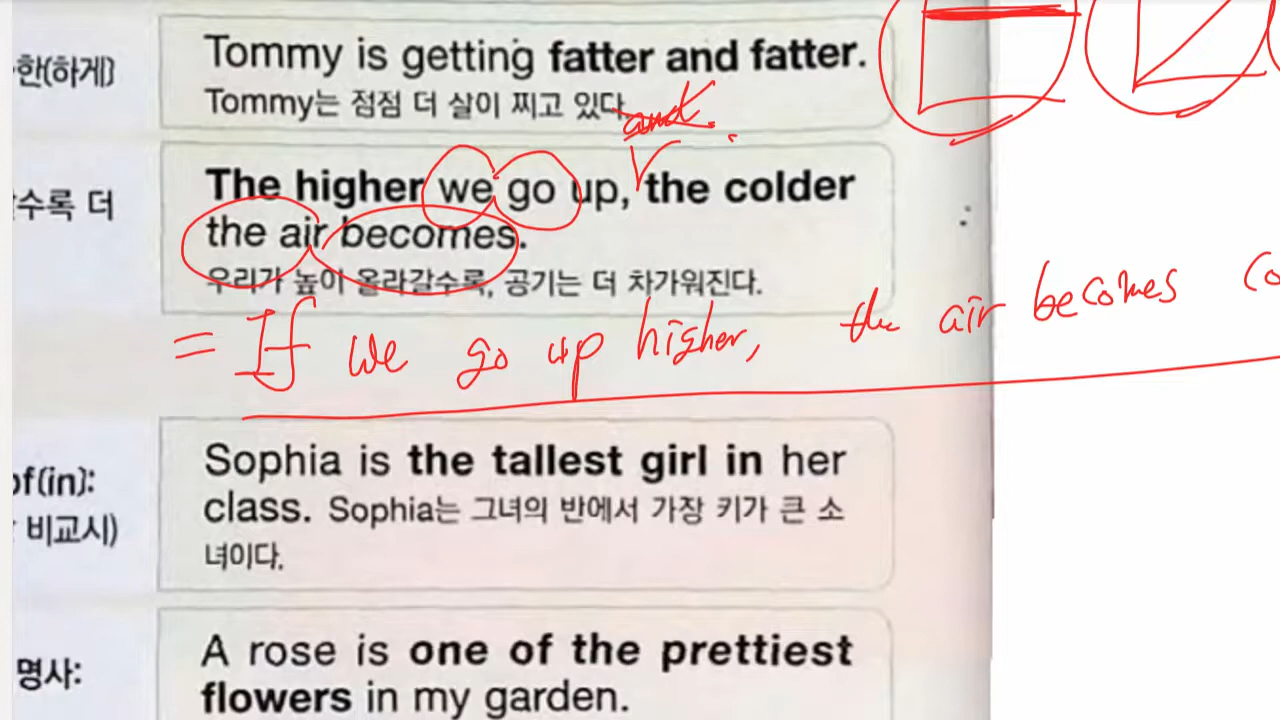 한(하게)
Tommy is getting fatter and fatter.
Tommy는 점점 더 살이 찌고 있다.
and
수록 더
The higher we go up, the colder
the air becomes.
우리가 높이 올라갈수록, 공기는 더 차가워진다.
= If we go up higher, the air becomes co
of(in):
비교시)
Sophia is the tallest girl in her
class. Sophia는 그녀의 반에서 가장 키가 큰 소
녀이다.
명사:
A rose is one of the prettiest
flowers in my garden.